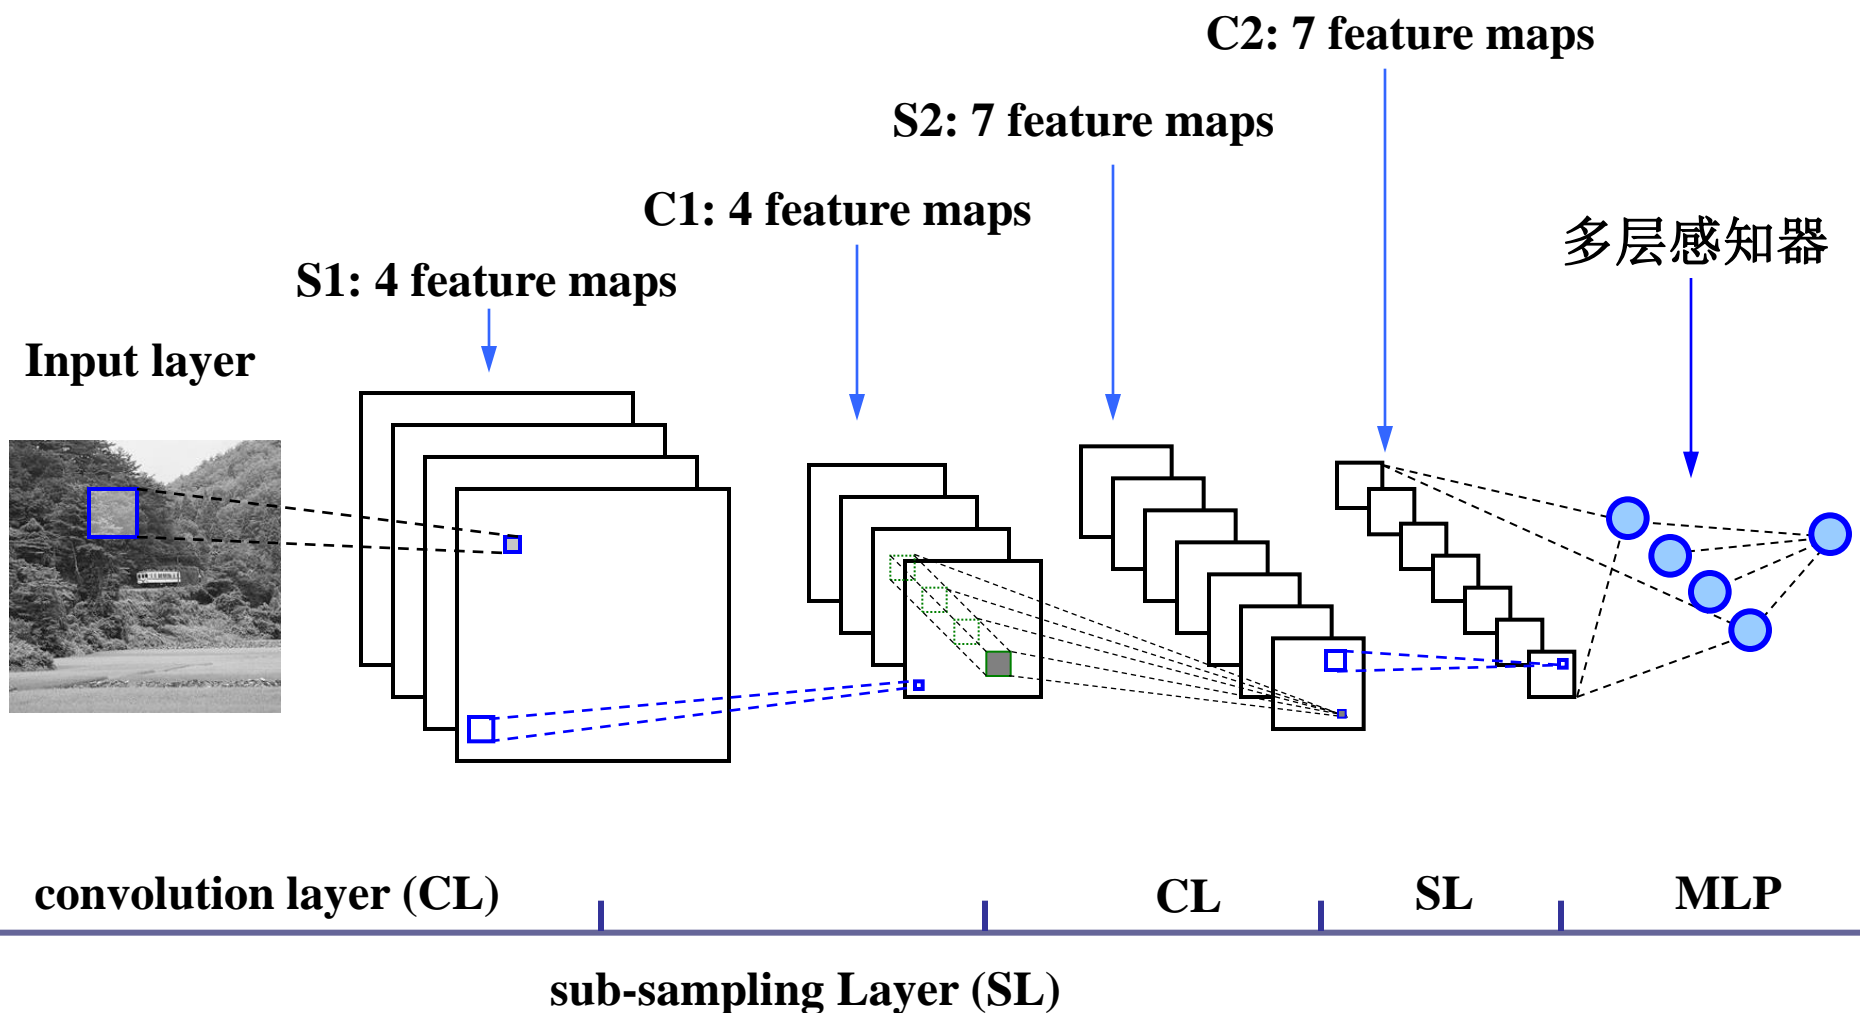 C2: 7 feature maps
S2: 7 feature maps
C1: 4 feature maps
多层感知器
S1: 4 feature maps
Input layer
convolution layer (CL)
CL
SL
MLP
sub-sampling Layer (SL)